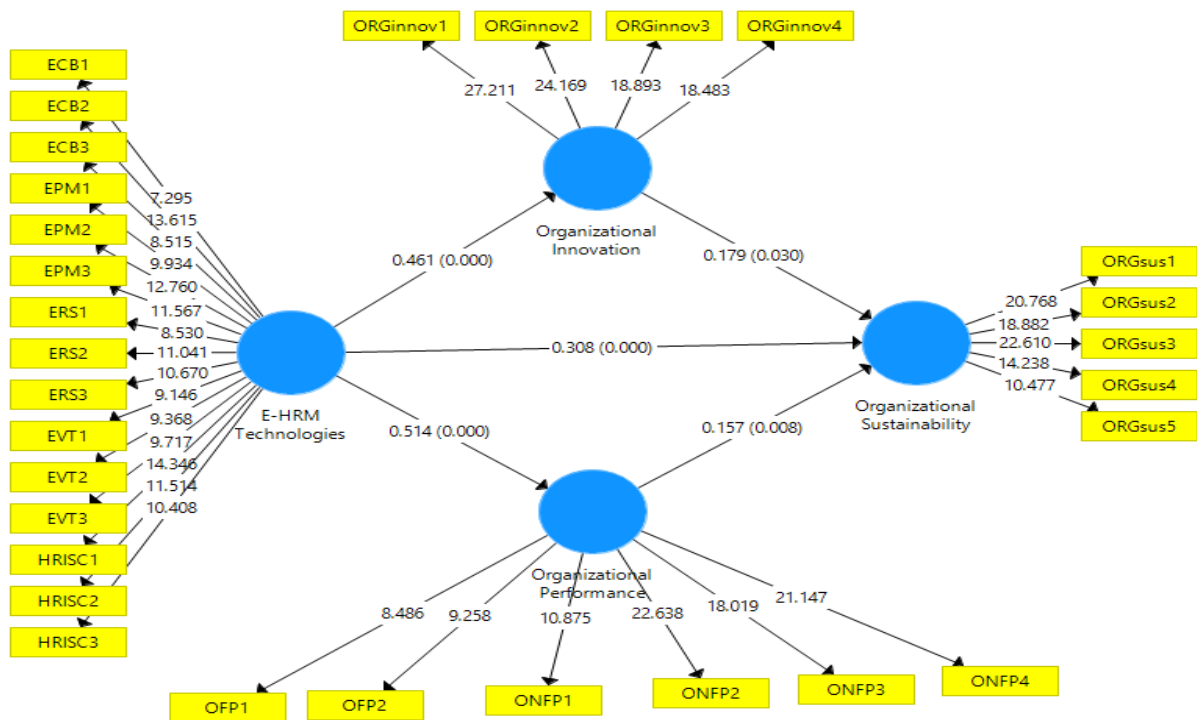 ORGinnov1
ORGinnov2
ORGinnov3
ORGinnov4
27.211
24.169
18.893
18.483
ECB1
ECB2
ECB3
EPM1
EPM2
EPM3
ERS1
ERS2
ERS3
EVT1
EVT2
EVT3
HRISC1
HRISC2
HRISC3
7.295
13.615
8.515
9.934
12.760
11.567
8.530
11.041
10.670
9.146
9.368
9.717
14.346
11.514
10.408
E-HRM
Technologies
Organizational
Innovation
0.461 (0.000)
0.179 (0.030)
0.308 (0.000)
0.514 (0.000)
0.157 (0.008)
Organizational
Sustainability
20.768
18.882
22.610
14.238
10.477
ORGsus1
ORGsus2
ORGsus3
ORGsus4
ORGsus5
Organizational
Performance
8.486
9.258
10.875
22.638
18.019
21.147
OFP1
OFP2
ONFP1
ONFP2
ONFP3
ONFP4